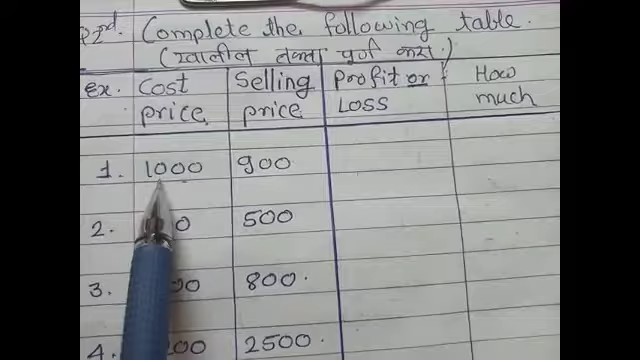 Q2nd. Complete the following table.
(खालील तक्ता पूर्ण करा.)
Ex. Cost price Selling price Profit or Loss How much
1. 1000 900
2. 500
3. 800.
4. 2500.